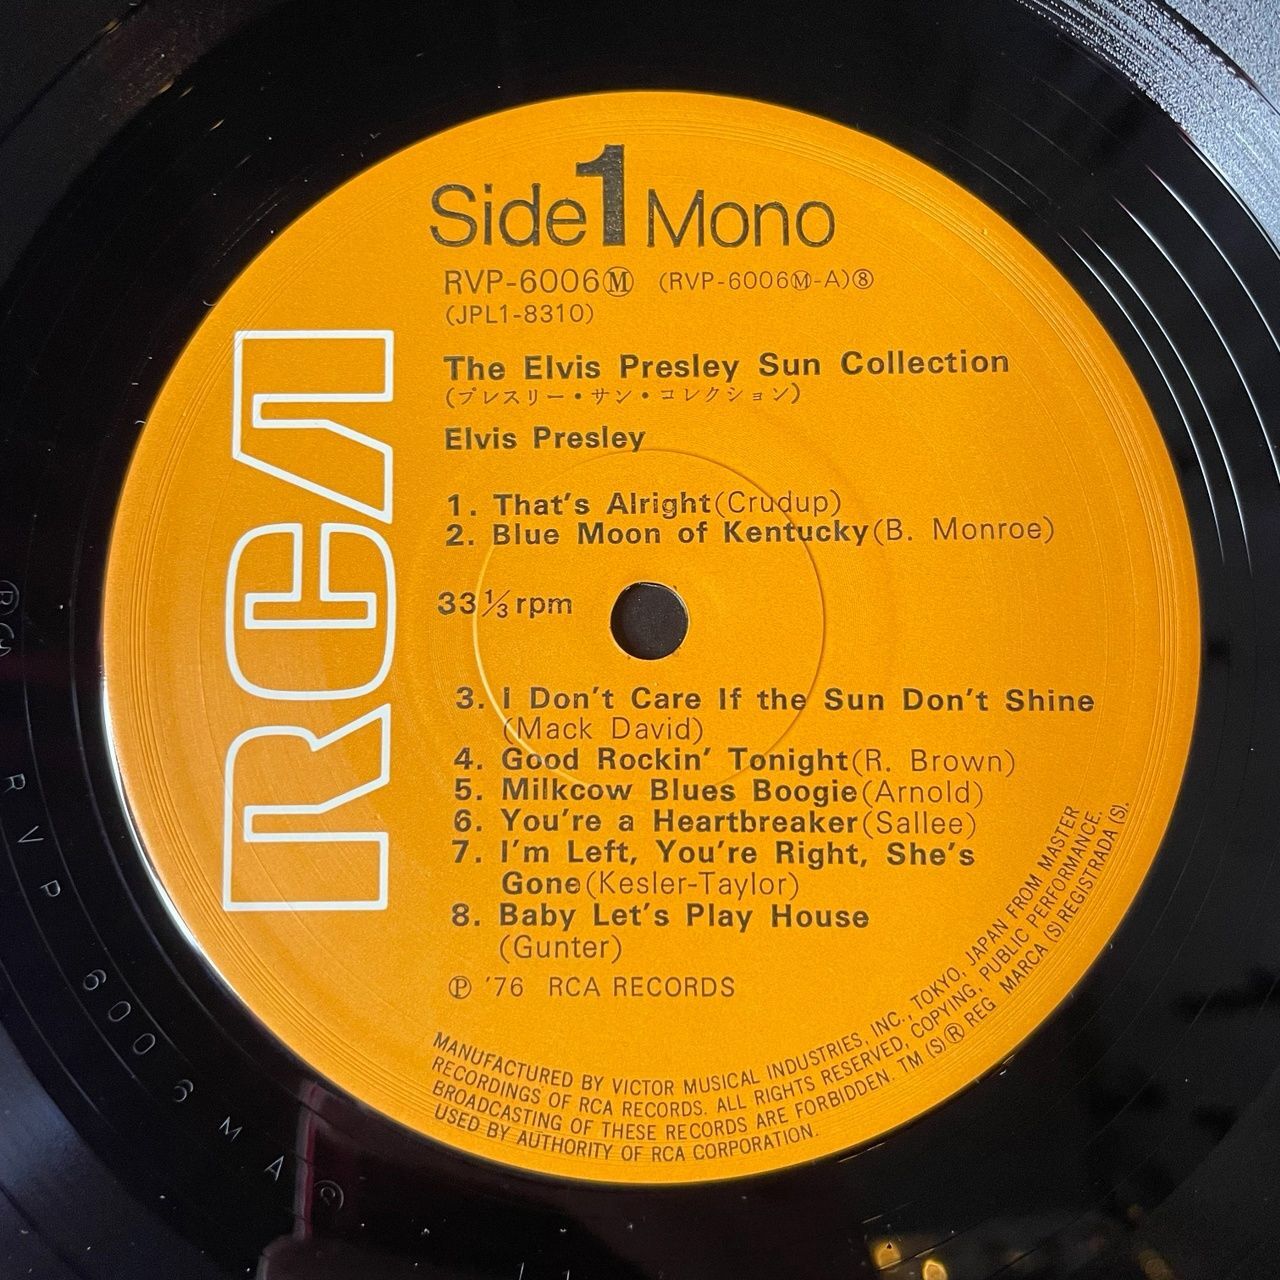 Side 1 Mono
RVP-6006Ⓜ (RVP-6006Ⓜ-A)⑧
(JPL1-8310)
The Elvis Presley Sun Collection
(プレスリー・サン・コレクション)
Elvis Presley
1. That's Alright(Crudup)
2. Blue Moon of Kentucky(B. Monroe)
33⅓rpm
3. I Don't Care If the Sun Don't Shine
(Mack David)
4. Good Rockin' Tonight(R. Brown)
5. Milkcow Blues Boogie(Arnold)
6. You're a Heartbreaker(Sallee)
7. I'm Left, You're Right, She's
Gone(Kesler-Taylor)
8. Baby Let's Play House
(Gunter)
Ⓟ '76 RCA RECORDS
MANUFACTURED BY VICTOR MUSICAL INDUSTRIES, INC., TOKYO, JAPAN FROM MASTER
RECORDINGS OF RCA RECORDS. ALL RIGHTS RESERVED, COPYING, PUBLIC PERFORMANCE.
BROADCASTING OF THESE RECORDS ARE FORBIDDEN. TM (S)® REG MARCA (S) REGISTRADA (S).
USED BY AUTHORITY OF RCA CORPORATION.
RCA
RVP 6006 M A